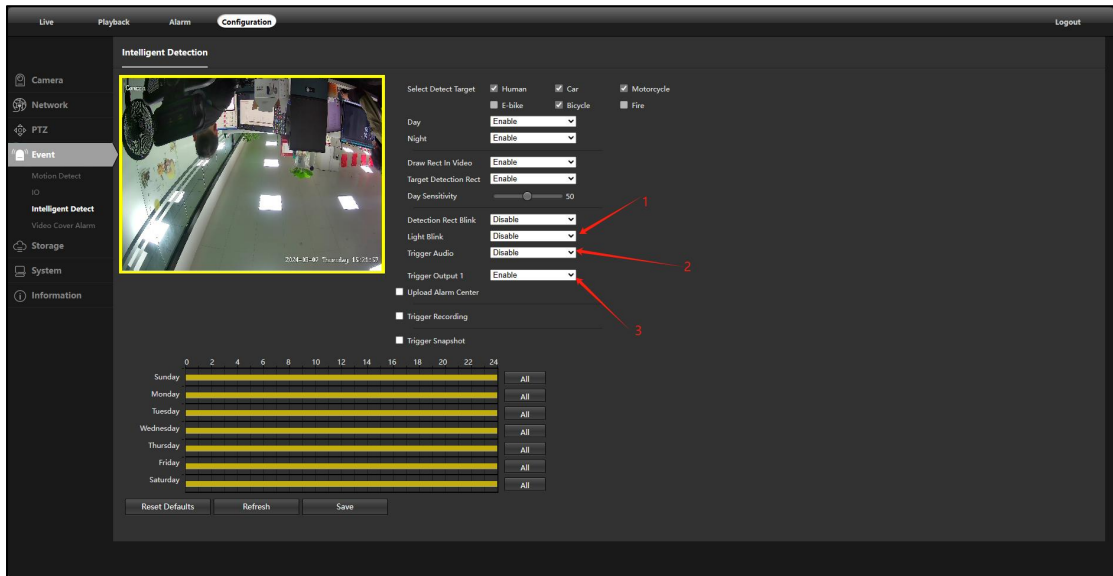 Live Playback Alarm Configuration Logout
Intelligent Detection
Camera
Network
PTZ
Event
Motion Detect
IO
Intelligent Detect
Video Cover Alarm
Storage
System
Information
Select Detect Target Human Car Motorcycle
E-bike Bicycle Fire
Day Enable
Night Enable
Draw Rect In Video Enable
Target Detection Rect Enable
Day Sensitivity 50
1
Detection Rect Blink Disable
Light Blink Disable
Trigger Audio Disable
2
Trigger Output 1 Enable
Upload Alarm Center
Trigger Recording
3
Trigger Snapshot
0 2 4 6 8 10 12 14 16 18 20 22 24
Sunday All
Monday All
Tuesday All
Wednesday All
Thursday All
Friday All
Saturday All
Reset Defaults Refresh Save